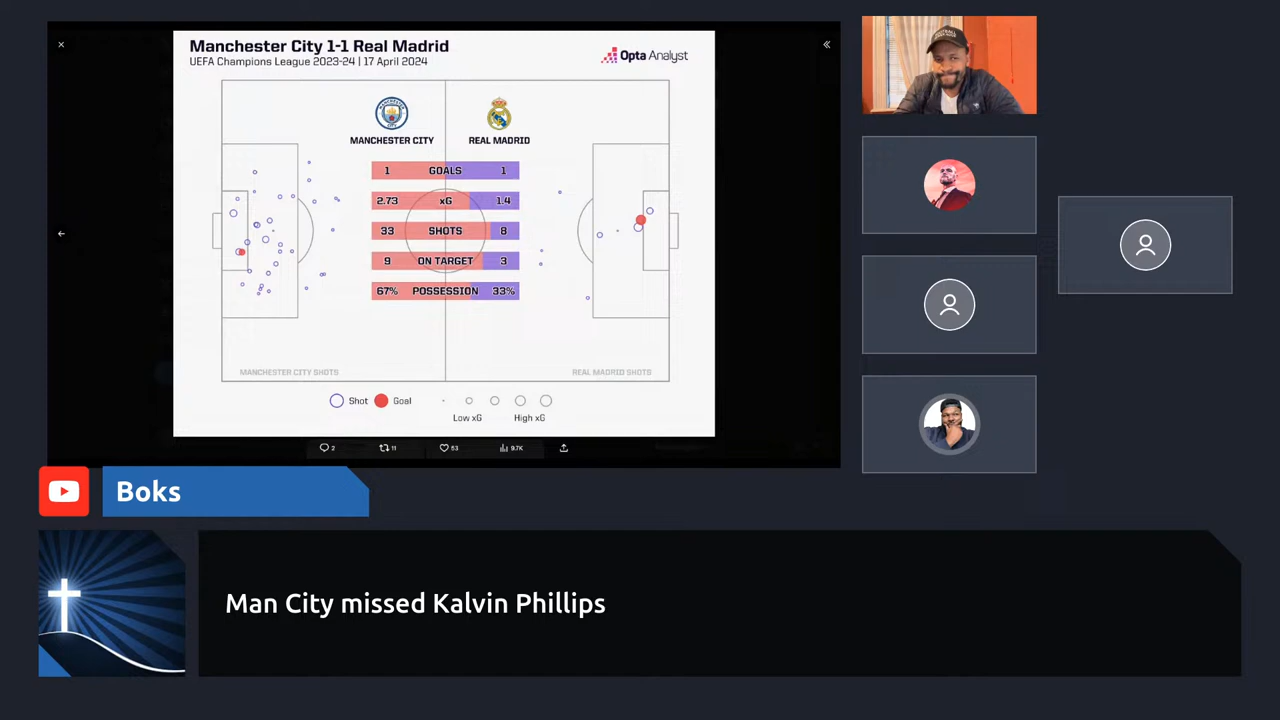 Manchester City 1-1 Real Madrid
UEFA Champions League 2023-24 | 17 April 2024
Opta Analyst
MANCHESTER CITY
REAL MADRID
1 GOALS 1
2.73 xG 1.4
33 SHOTS 8
9 ON TARGET 3
67% POSSESSION 33%
MANCHESTER CITY SHOTS
REAL MADRID SHOTS
Shot Goal
Low xG High xG
2 11 53 9.7K
Boks
Man City missed Kalvin Phillips